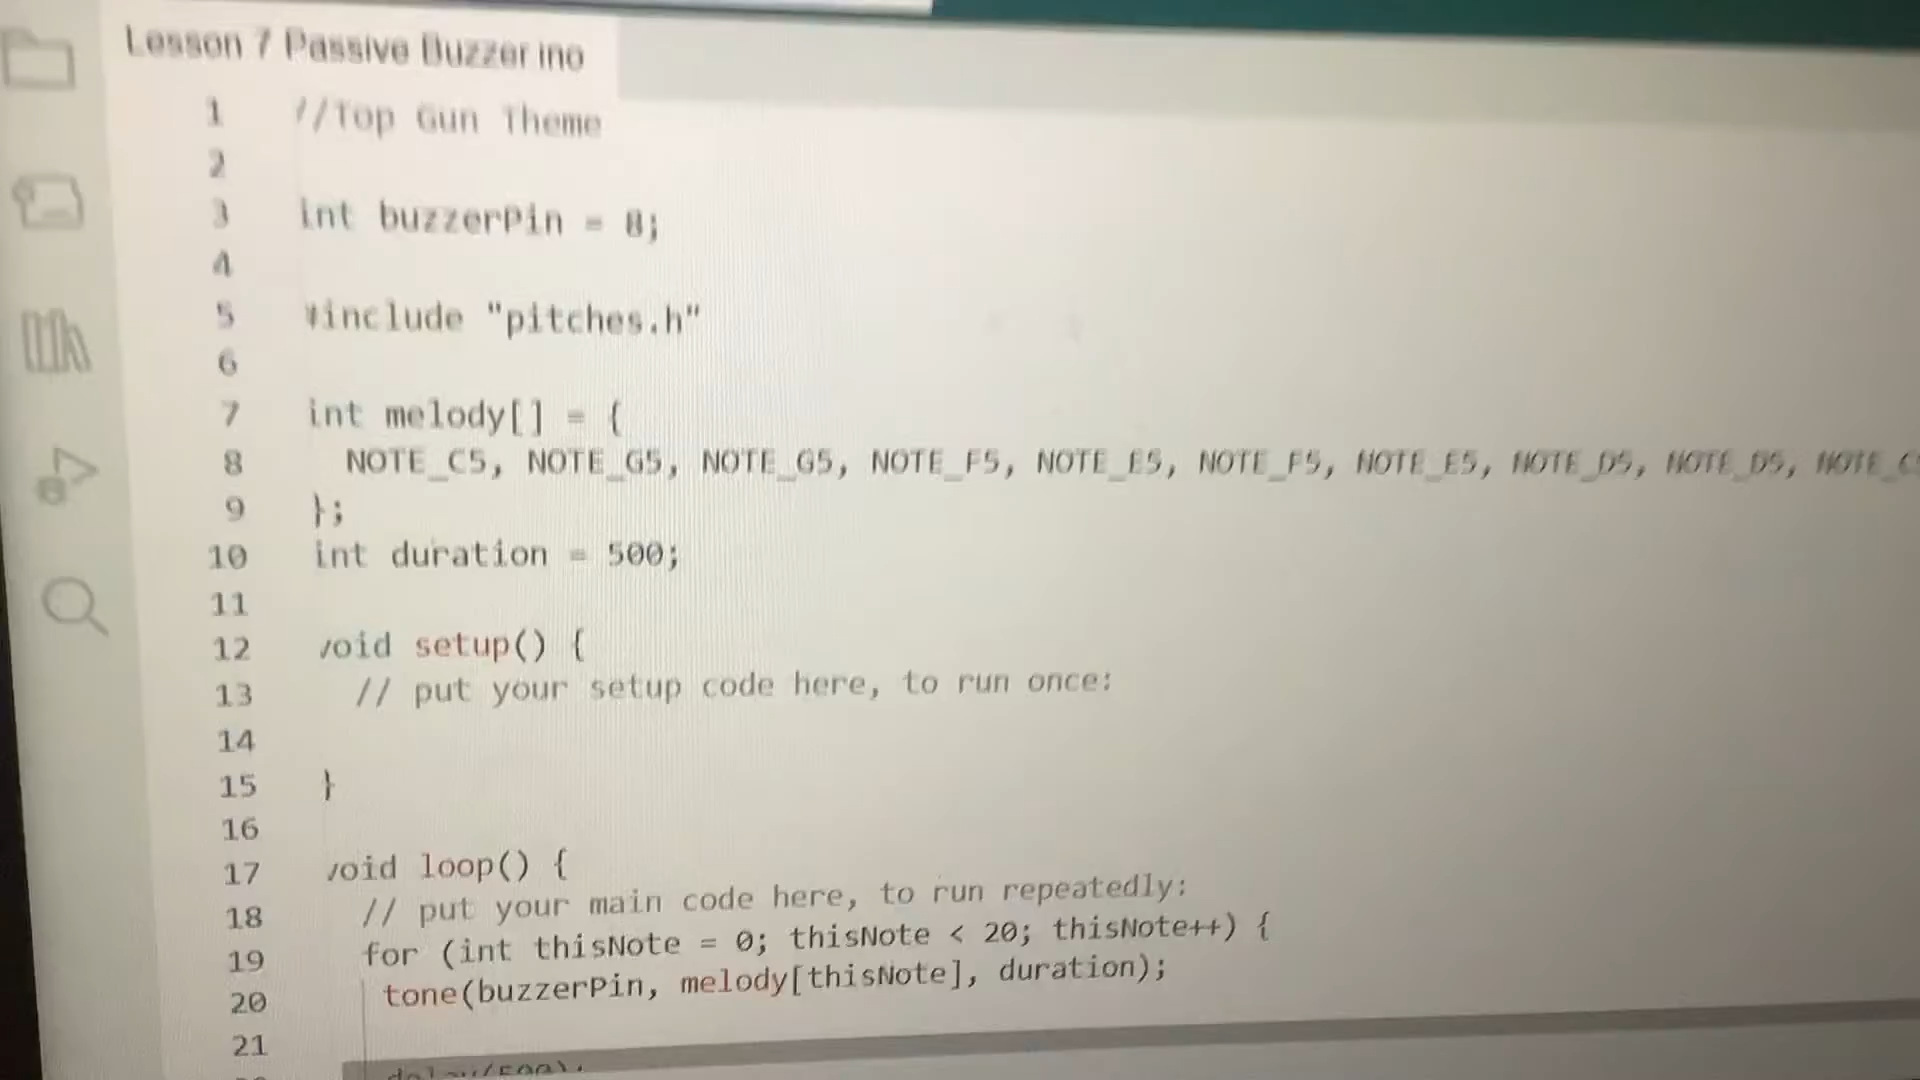 Lesson 7 Passive Buzzer ino
1 //Top Gun Theme
2
3 int buzzerPin = 8;
4
5 #include "pitches.h"
6
7 int melody[] = {
8 NOTE_C5, NOTE_G5, NOTE_G5, NOTE_F5, NOTE_E5, NOTE_F5, NOTE_E5, NOTE_D5, NOTE_D5, NOTE_C
9 };
10 int duration = 500;
11
12 void setup() {
13 // put your setup code here, to run once:
14
15 }
16
17 void loop() {
18 // put your main code here, to run repeatedly:
19 for (int thisNote = 0; thisNote < 20; thisNote++) {
20 tone(buzzerPin, melody[thisNote], duration);
21
delay(500);